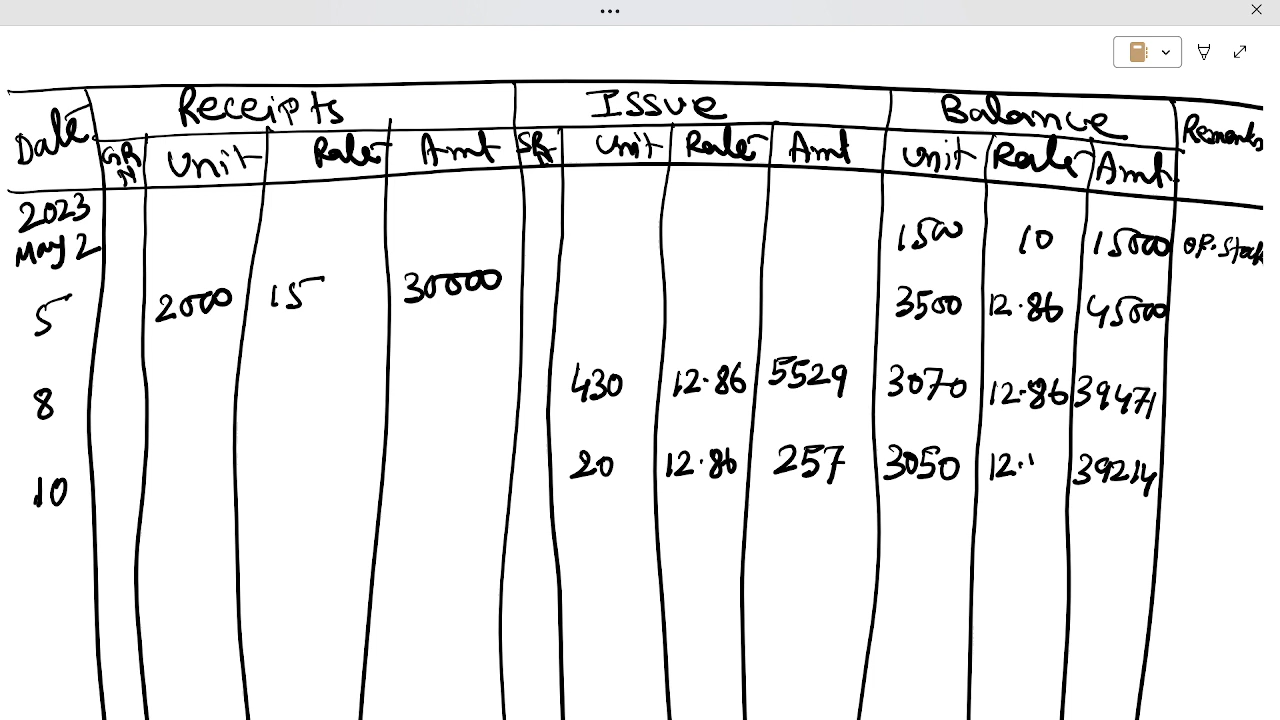 Date Receipts Issue Balance Remarks
GRN Unit Rate Amt SRN Unit Rate Amt Unit Rate Amt
2023
May 2 1500 10 15000 OP. Stock
5 2000 15 30000 3500 12.86 45000
8 430 12.86 5529 3070 12.86 39471
10 20 12.86 257 3050 12. 39214